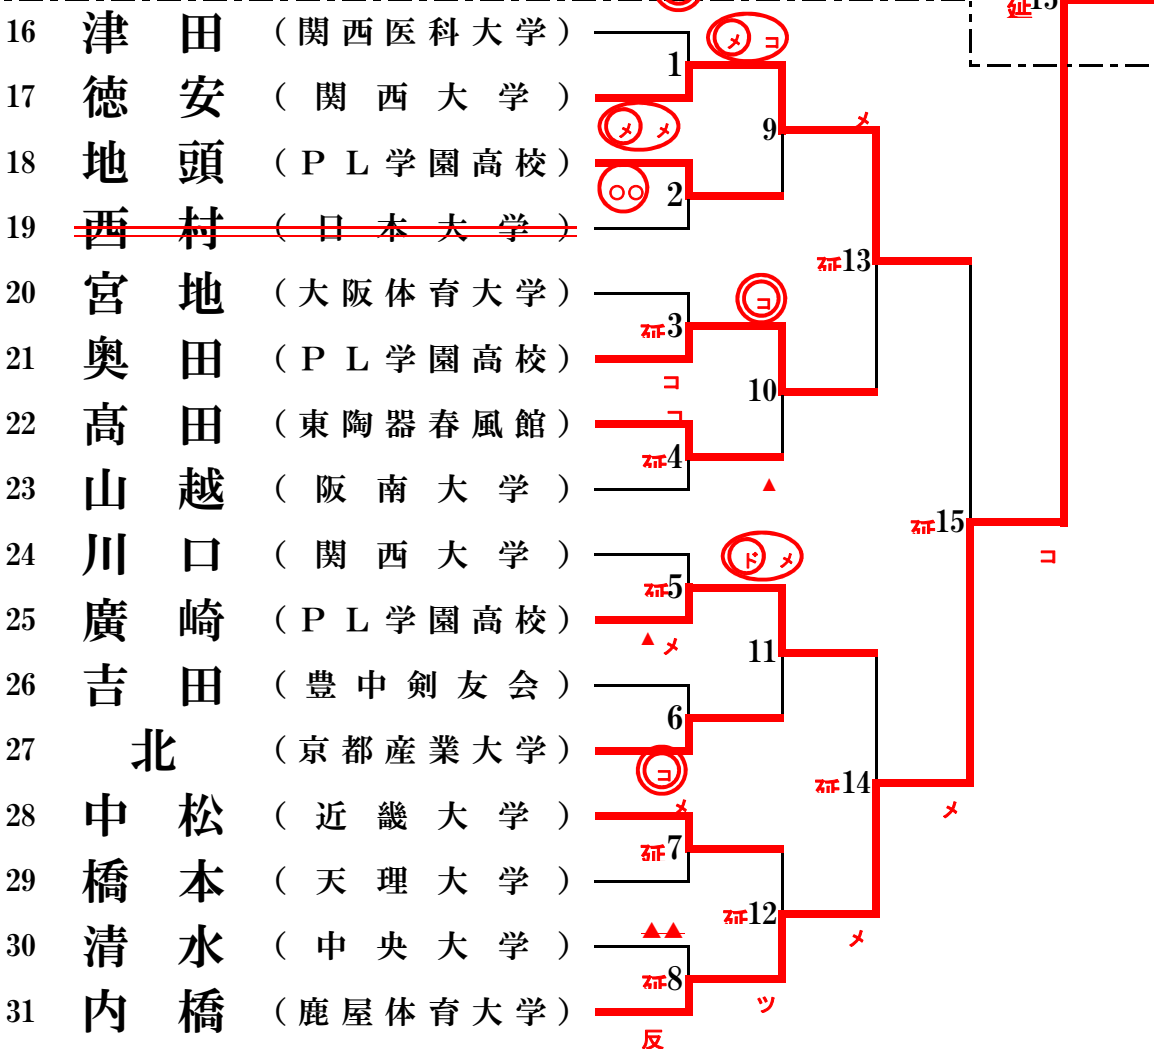 延15
16 津田 (関西医科大学)
メコ
1
17 徳安 (関西大学)
メメ
9
メ
18 地頭 (PL学園高校)
○○
2
19 西村 (日本大学)
延13
20 宮地 (大阪体育大学)
コ
延3
21 奥田 (PL学園高校)
コ
10
コ
22 髙田 (東陶器春風館)
延4
23 山越 (阪南大学)
▲
延15
コ
24 川口 (関西大学)
ドメ
延5
25 廣崎 (PL学園高校)
▲メ
11
26 吉田 (豊中剣友会)
6
27 北 (京都産業大学)
コ
延14
メ
メ
28 中松 (近畿大学)
延7
29 橋本 (天理大学)
延12
メ
▲▲
30 清水 (中央大学)
延8
ツ
31 内橋 (鹿屋体育大学)
反